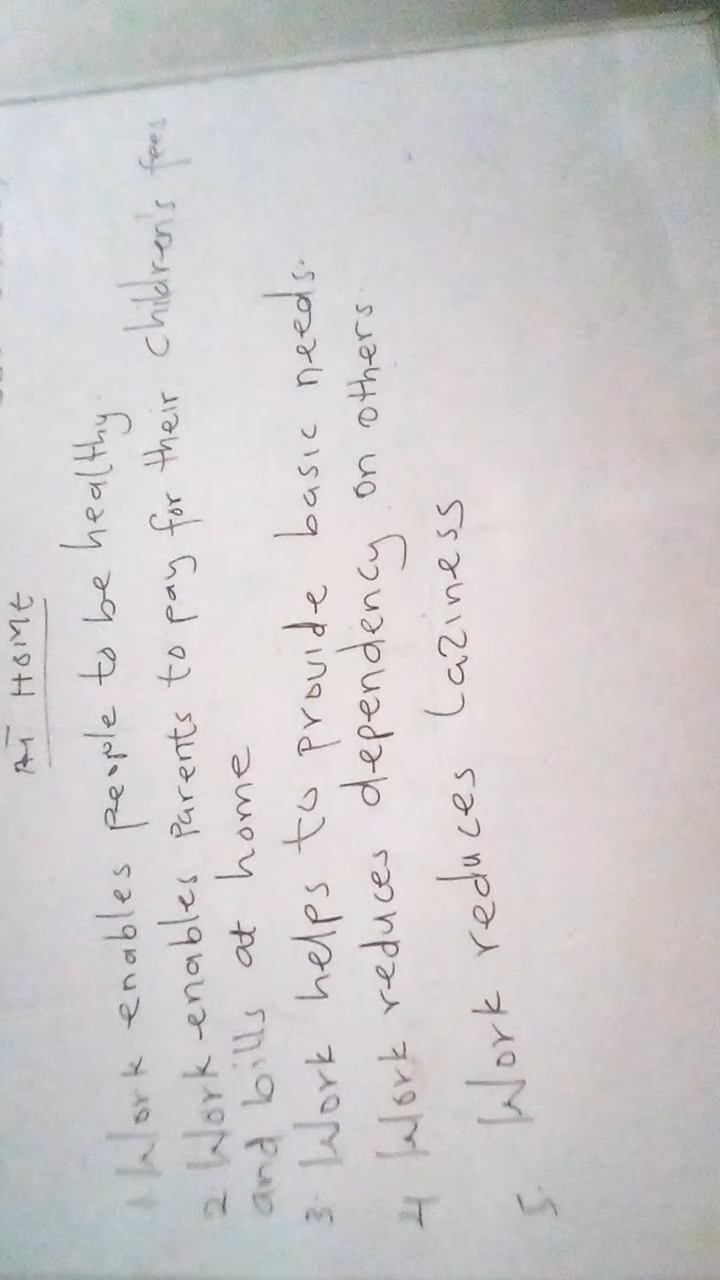 AT HOME
1. Work enables people to be healthy.
2 Work enables Parents to pay for their children's fees
and bills at home
3. Work helps to provide basic needs.
4 Work reduces dependency on others.
5. Work reduces Laziness